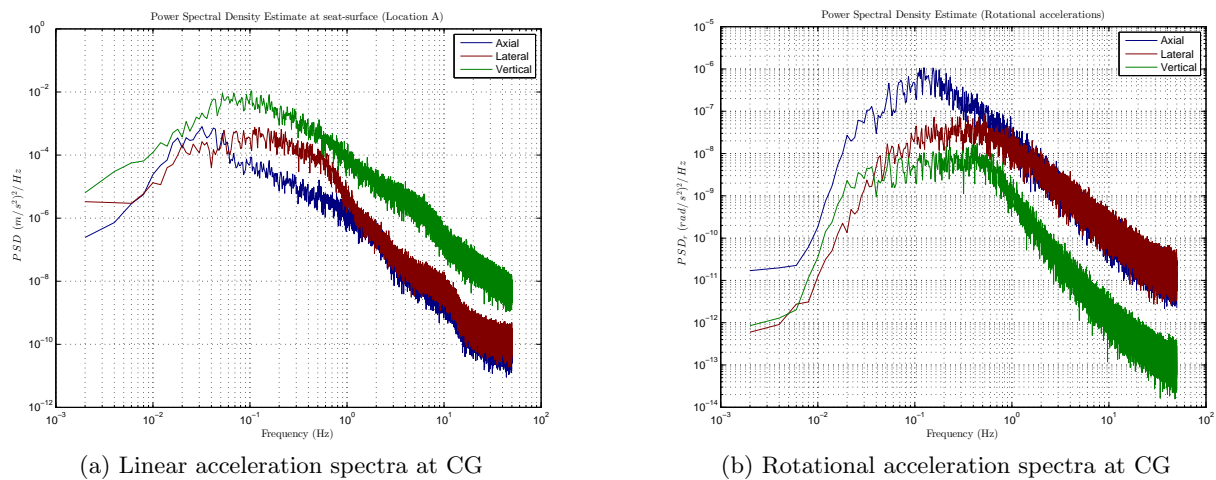 Power Spectral Density Estimate at seat-surface (Location A)
10^0
10^-2
10^-4
10^-6
10^-8
10^-10
10^-12
PSD (m/s^2)^2/Hz
Axial
Lateral
Vertical
10^-3 10^-2 10^-1 10^0 10^1 10^2
Frequency (Hz)
(a) Linear acceleration spectra at CG
Power Spectral Density Estimate (Rotational accelerations)
10^-5
10^-6
10^-7
10^-8
10^-9
10^-10
10^-11
10^-12
10^-13
10^-14
PSD, (rad/s^2)^2/Hz
Axial
Lateral
Vertical
10^-3 10^-2 10^-1 10^0 10^1 10^2
Frequency (Hz)
(b) Rotational acceleration spectra at CG